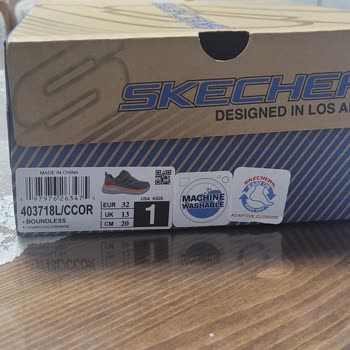 SKECHERS
DESIGNED IN LOS A
MADE IN CHINA
403718L/CCOR
- BOUNDLESS
EUR 32
UK 13
CM 20
USA KIDS
1
MACHINE
WASHABLE
SKECHERS
ADAPTIVE CLOSURE